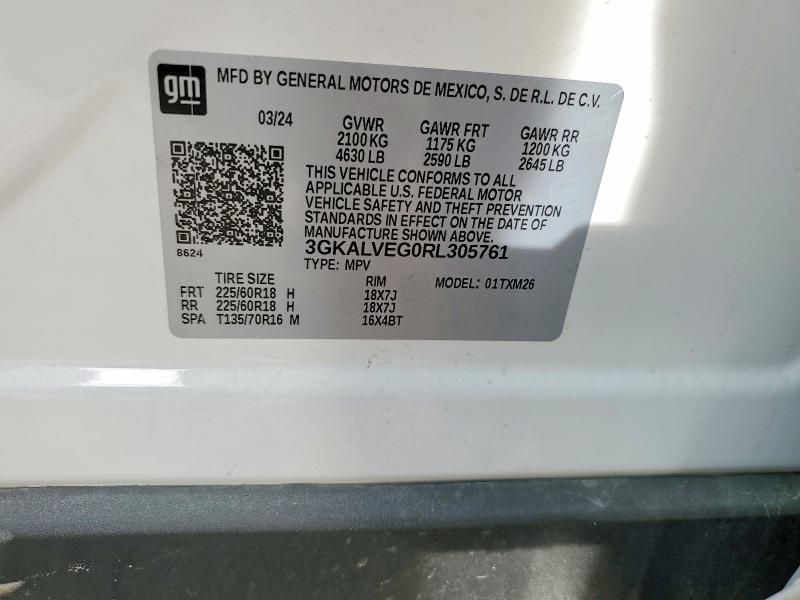 gm MFD BY GENERAL MOTORS DE MEXICO, S. DE R.L. DE C.V.
03/24 GVWR GAWR FRT GAWR RR
2100 KG 1175 KG 1200 KG
4630 LB 2590 LB 2645 LB
THIS VEHICLE CONFORMS TO ALL
APPLICABLE U.S. FEDERAL MOTOR
VEHICLE SAFETY AND THEFT PREVENTION
STANDARDS IN EFFECT ON THE DATE OF
MANUFACTURE SHOWN ABOVE.
8624 3GKALVEG0RL305761
TYPE: MPV
TIRE SIZE RIM MODEL: 01TXM26
FRT 225/60R18 H 18X7J
RR 225/60R18 H 18X7J
SPA T135/70R16 M 16X4BT